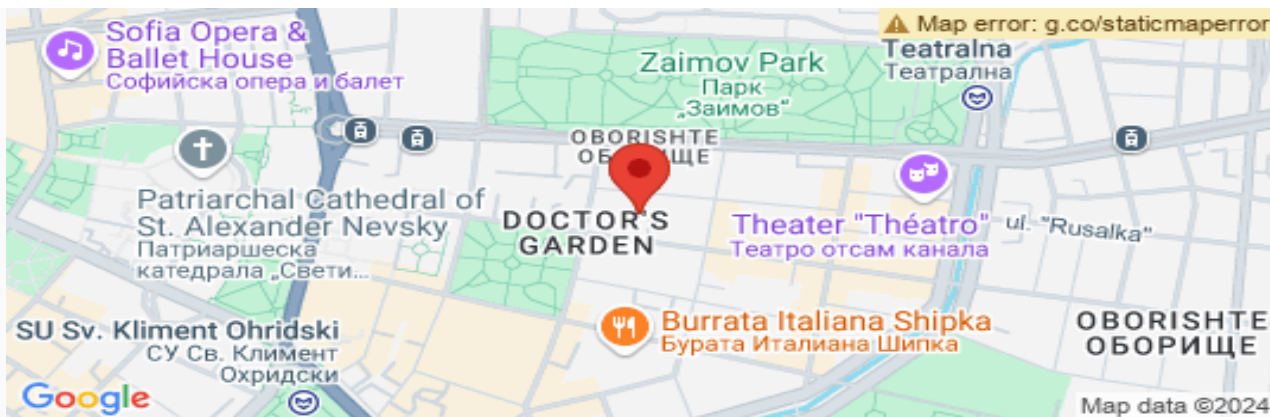 Map error: g.co/staticmaperror
Sofia Opera &
Ballet House
Софийска опера и балет
Zaimov Park
Парк
„Заимов“
Teatralna
Театрална
OBORISHTE
ОБОРИЩЕ
Patriarchal Cathedral of
St. Alexander Nevsky
Патриаршеска
катедрала „Свети...
DOCTOR'S
GARDEN
Theater "Théatro"
Театро отсам канала
ul. "Rusalka"
SU Sv. Kliment Ohridski
СУ Св. Климент
Охридски
Burrata Italiana Shipka
Бурата Италиана Шипка
OBORISHTE
ОБОРИЩЕ
Google
Map data ©2024